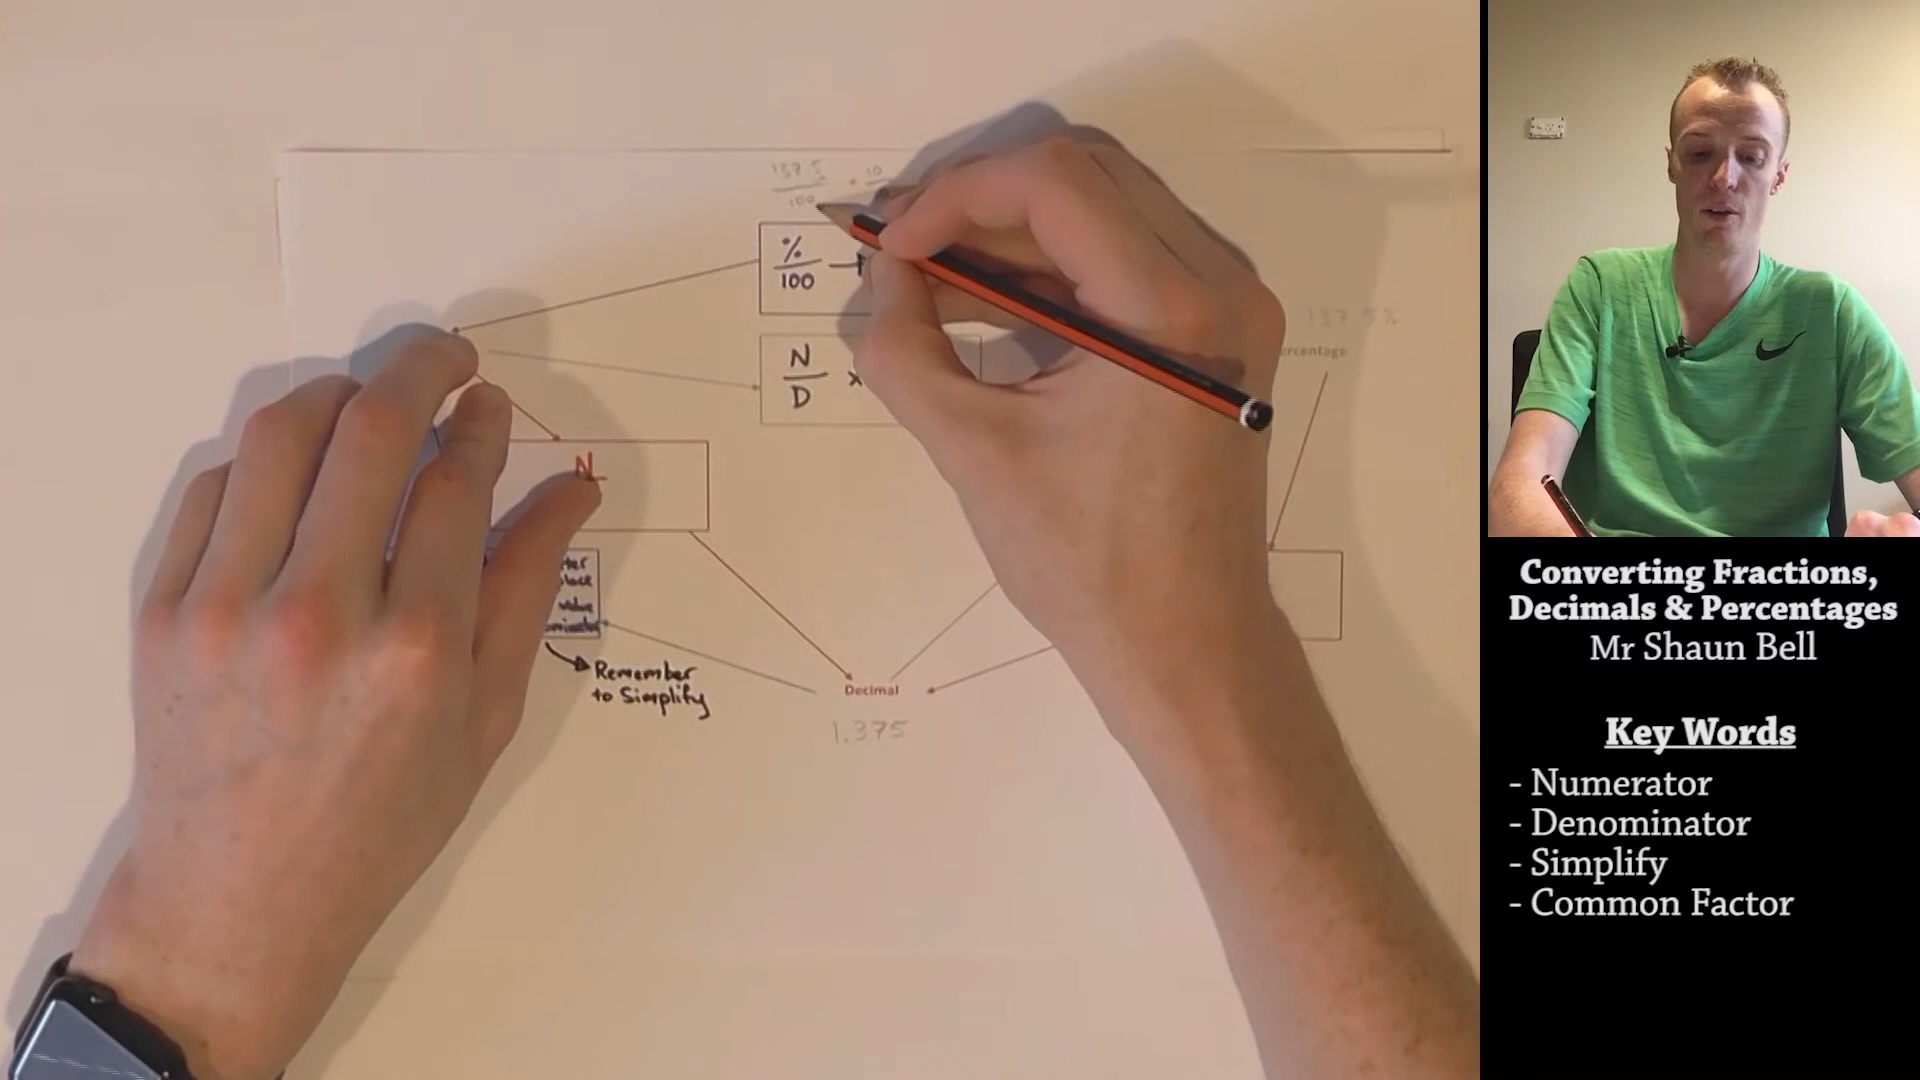 137.5 10
100
%
100
N
D
×
137.5%
N
Remember
to Simplify
Decimal
1.375
Converting Fractions,
Decimals & Percentages
Mr Shaun Bell
Key Words
- Numerator
- Denominator
- Simplify
- Common Factor